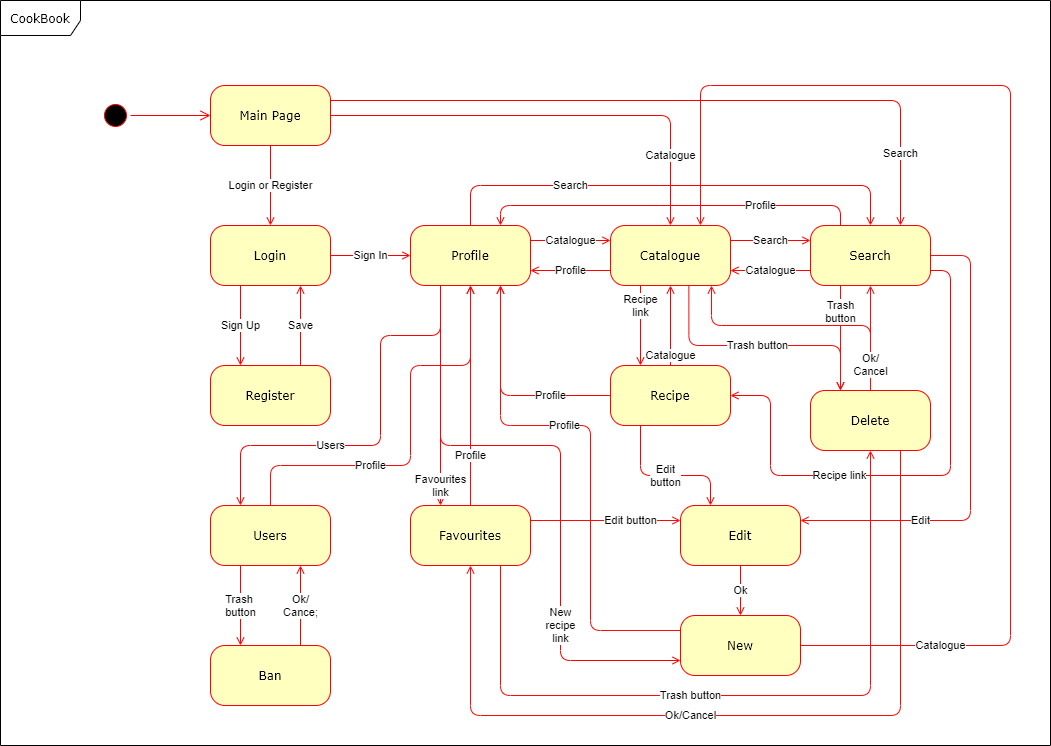 CookBook
Main Page
Catalogue
Search
Login or Register
Search
Profile
Login
Sign In
Profile
Catalogue
Profile
Catalogue
Search
Catalogue
Search
Recipe
link
Trash
button
Sign Up
Save
Trash button
Catalogue
Ok/
Cancel
Register
Profile
Recipe
Delete
Profile
Users
Profile
Profile
Favourites
link
Edit
button
Recipe link
Users
Favourites
Edit button
Edit
Edit
Trash
button
Ok/
Cance;
New
recipe
link
Ok
New
Catalogue
Ban
Trash button
Ok/Cancel